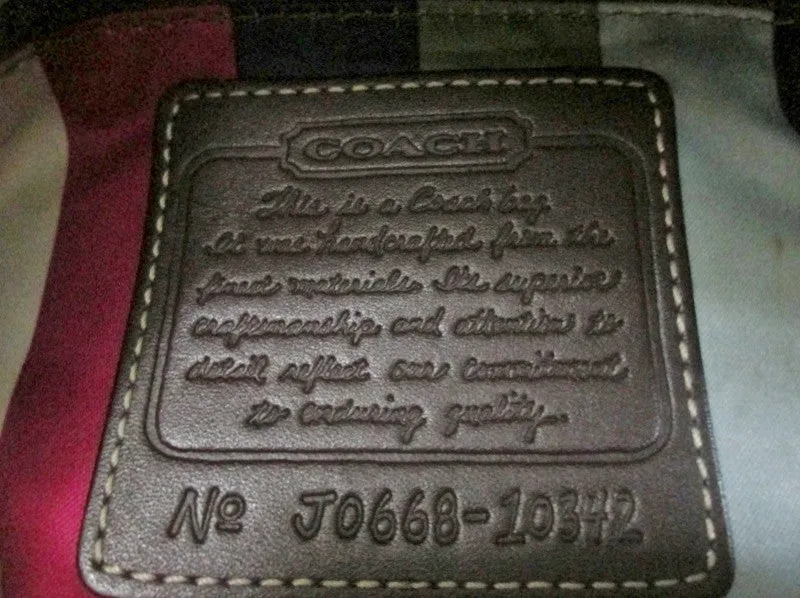 COACH
This is a Coach bag
It was handcrafted from the
finest materials. Its superior
craftsmanship and attention to
detail reflect our commitment
to enduring quality.
Nº J0668-10342